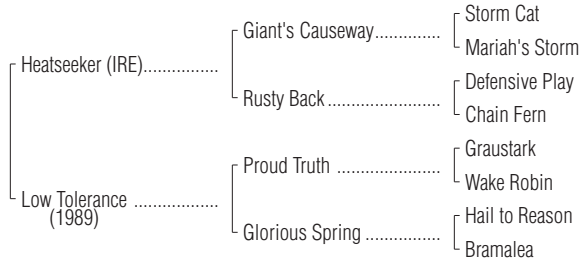 Storm Cat
Giant's Causeway..............
Mariah's Storm
Heatseeker (IRE)................
Defensive Play
Rusty Back ........................
Chain Fern
Graustark
Proud Truth ......................
Wake Robin
Low Tolerance ..................
(1989)
Hail to Reason
Glorious Spring ................
Bramalea